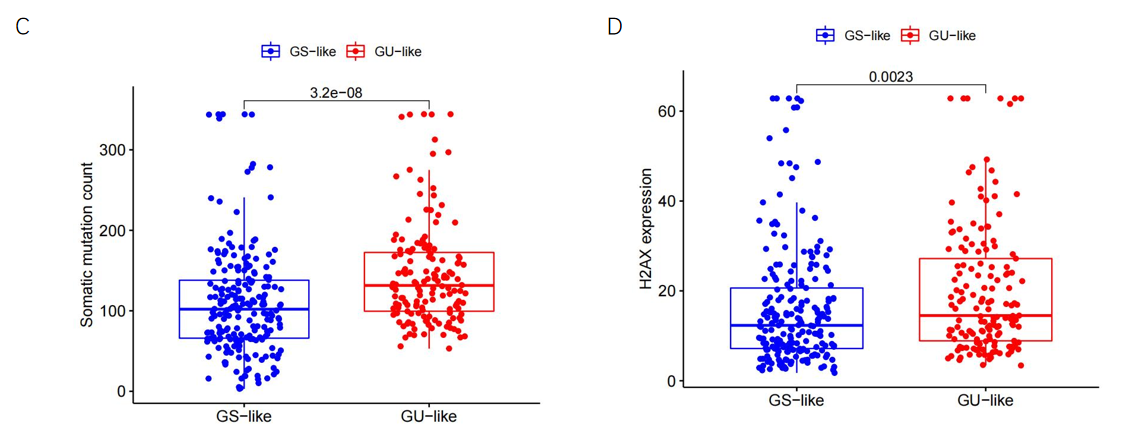 C
GS−like GU−like
3.2e−08
300
200
100
0
Somatic mutation count
GS−like GU−like
D
GS−like GU−like
0.0023
60
40
20
0
H2AX expression
GS−like GU−like